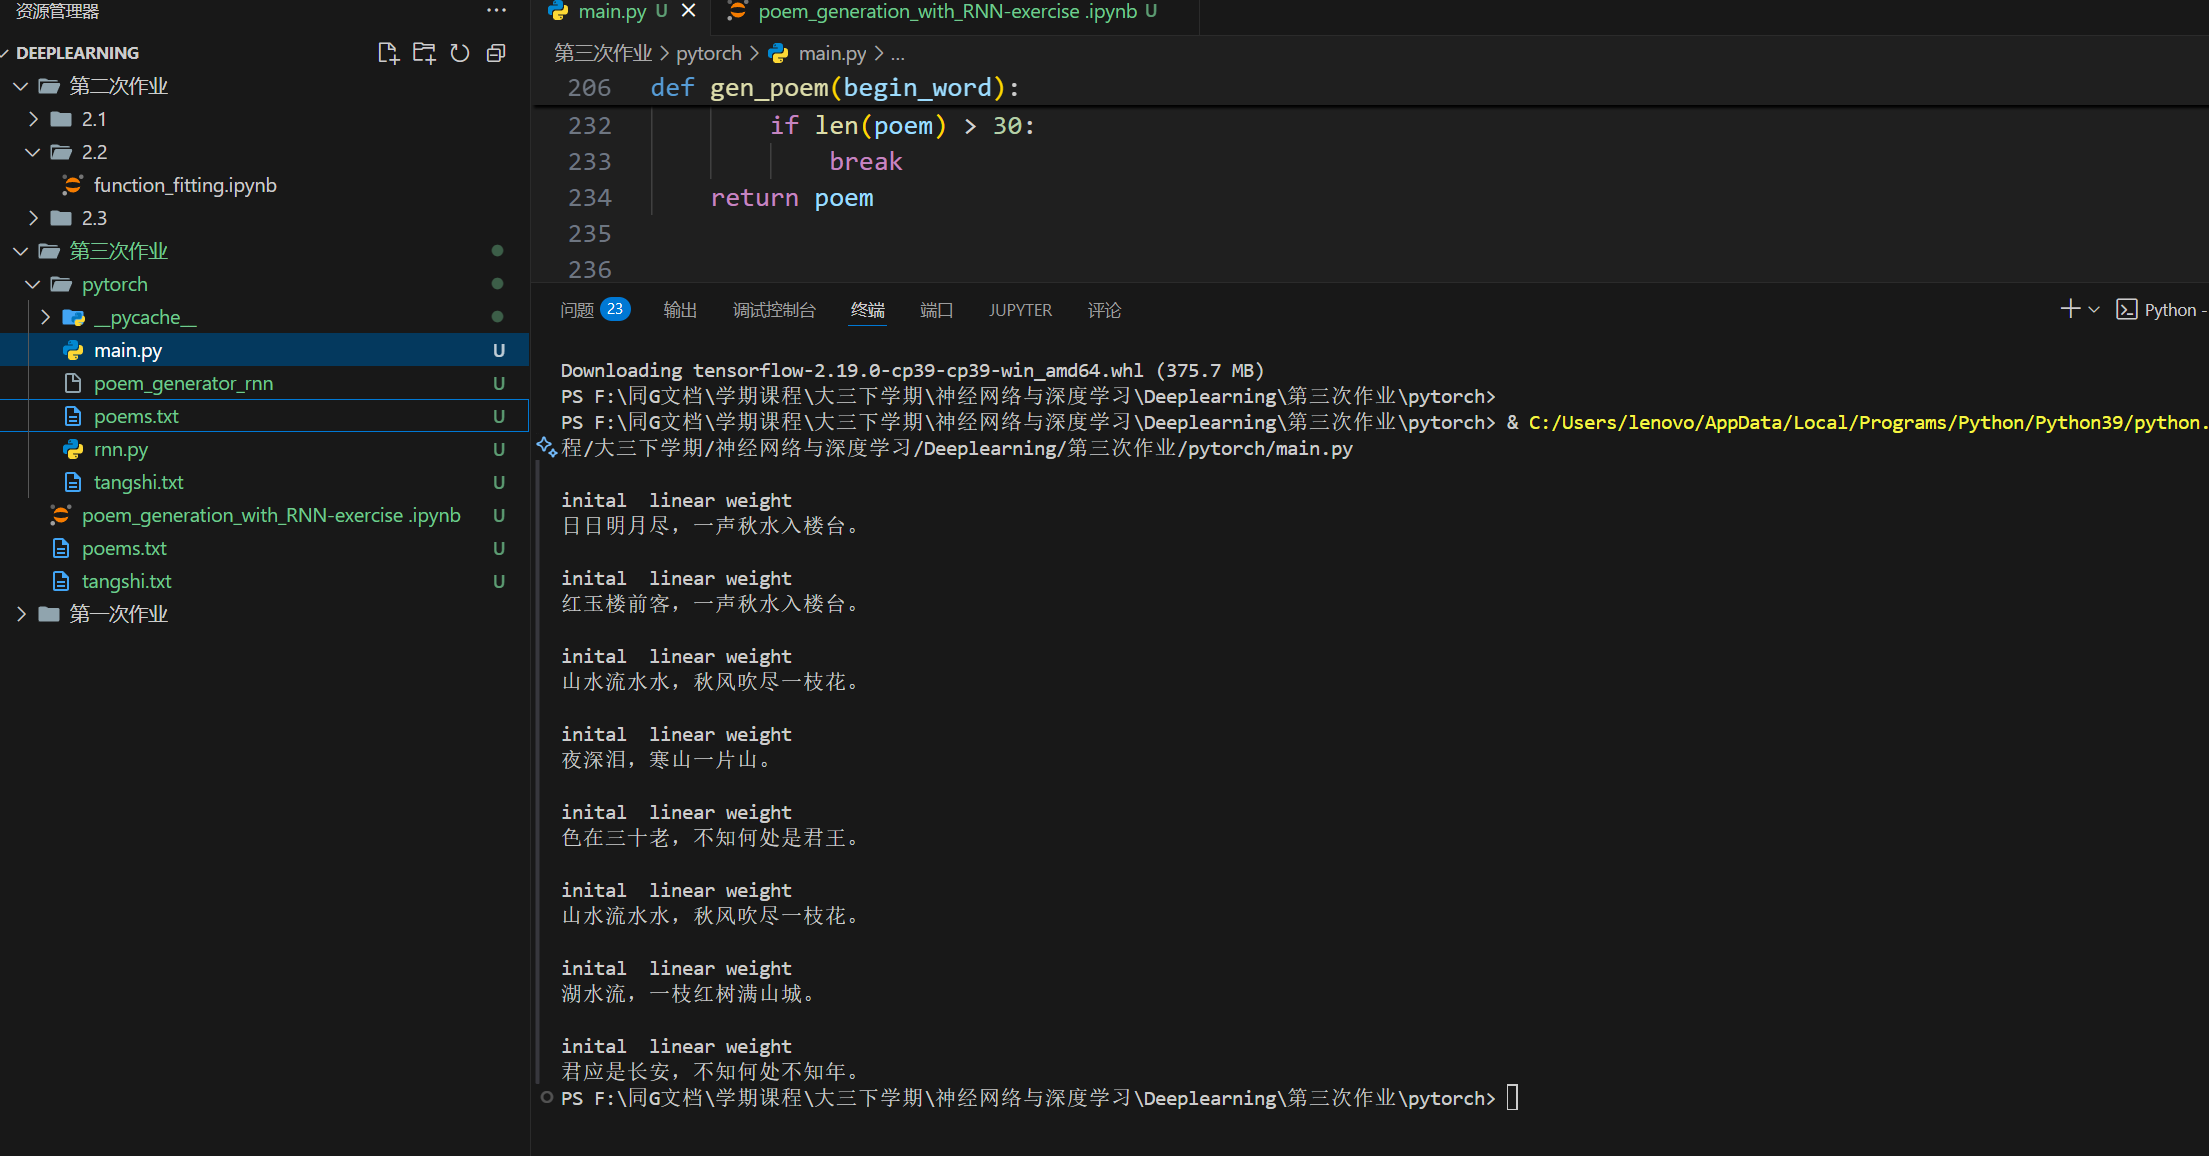 资源管理器
DEEPLEARNING
第二次作业
2.1
2.2
function_fitting.ipynb
2.3
第三次作业
pytorch
__pycache__
main.py U
poem_generator_rnn U
poems.txt U
rnn.py U
tangshi.txt U
poem_generation_with_RNN-exercise .ipynb U
poems.txt U
tangshi.txt U
第一次作业
main.py U
poem_generation_with_RNN-exercise .ipynb U
第三次作业 > pytorch > main.py > ...
206 def gen_poem(begin_word):
232 if len(poem) > 30:
233 break
234 return poem
235
236
问题 23 输出 调试控制台 终端 端口 JUPYTER 评论
Python -
Downloading tensorflow-2.19.0-cp39-cp39-win_amd64.whl (375.7 MB)
PS F:\同G文档\学期课程\大三下学期\神经网络与深度学习\Deeplearning\第三次作业\pytorch>
PS F:\同G文档\学期课程\大三下学期\神经网络与深度学习\Deeplearning\第三次作业\pytorch> & C:/Users/lenovo/AppData/Local/Programs/Python/Python39/python.
程/大三下学期/神经网络与深度学习/Deeplearning/第三次作业/pytorch/main.py
inital  linear weight
日日明月尽，一声秋水入楼台。
inital  linear weight
红玉楼前客，一声秋水入楼台。
inital  linear weight
山水流水水，秋风吹尽一枝花。
inital  linear weight
夜深泪，寒山一片山。
inital  linear weight
色在三十老，不知何处是君王。
inital  linear weight
山水流水水，秋风吹尽一枝花。
inital  linear weight
湖水流，一枝红树满山城。
inital  linear weight
君应是长安，不知何处不知年。
PS F:\同G文档\学期课程\大三下学期\神经网络与深度学习\Deeplearning\第三次作业\pytorch>